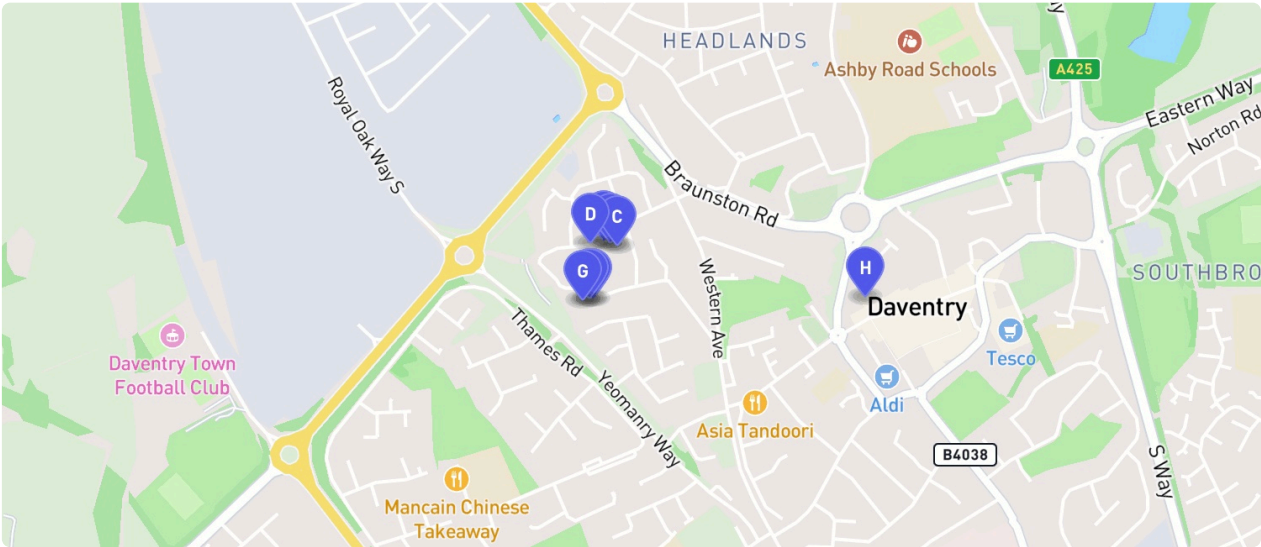 HEADLANDS
Ashby Road Schools
A425
Eastern Way
Norton Rd
Royal Oak Way S
Braunston Rd
D
C
G
H
Daventry
SOUTHBRO
Western Ave
Thames Rd
Yeomanry Way
Daventry Town
Football Club
Tesco
Aldi
Asia Tandoori
B4038
S Way
Mancain Chinese
Takeaway